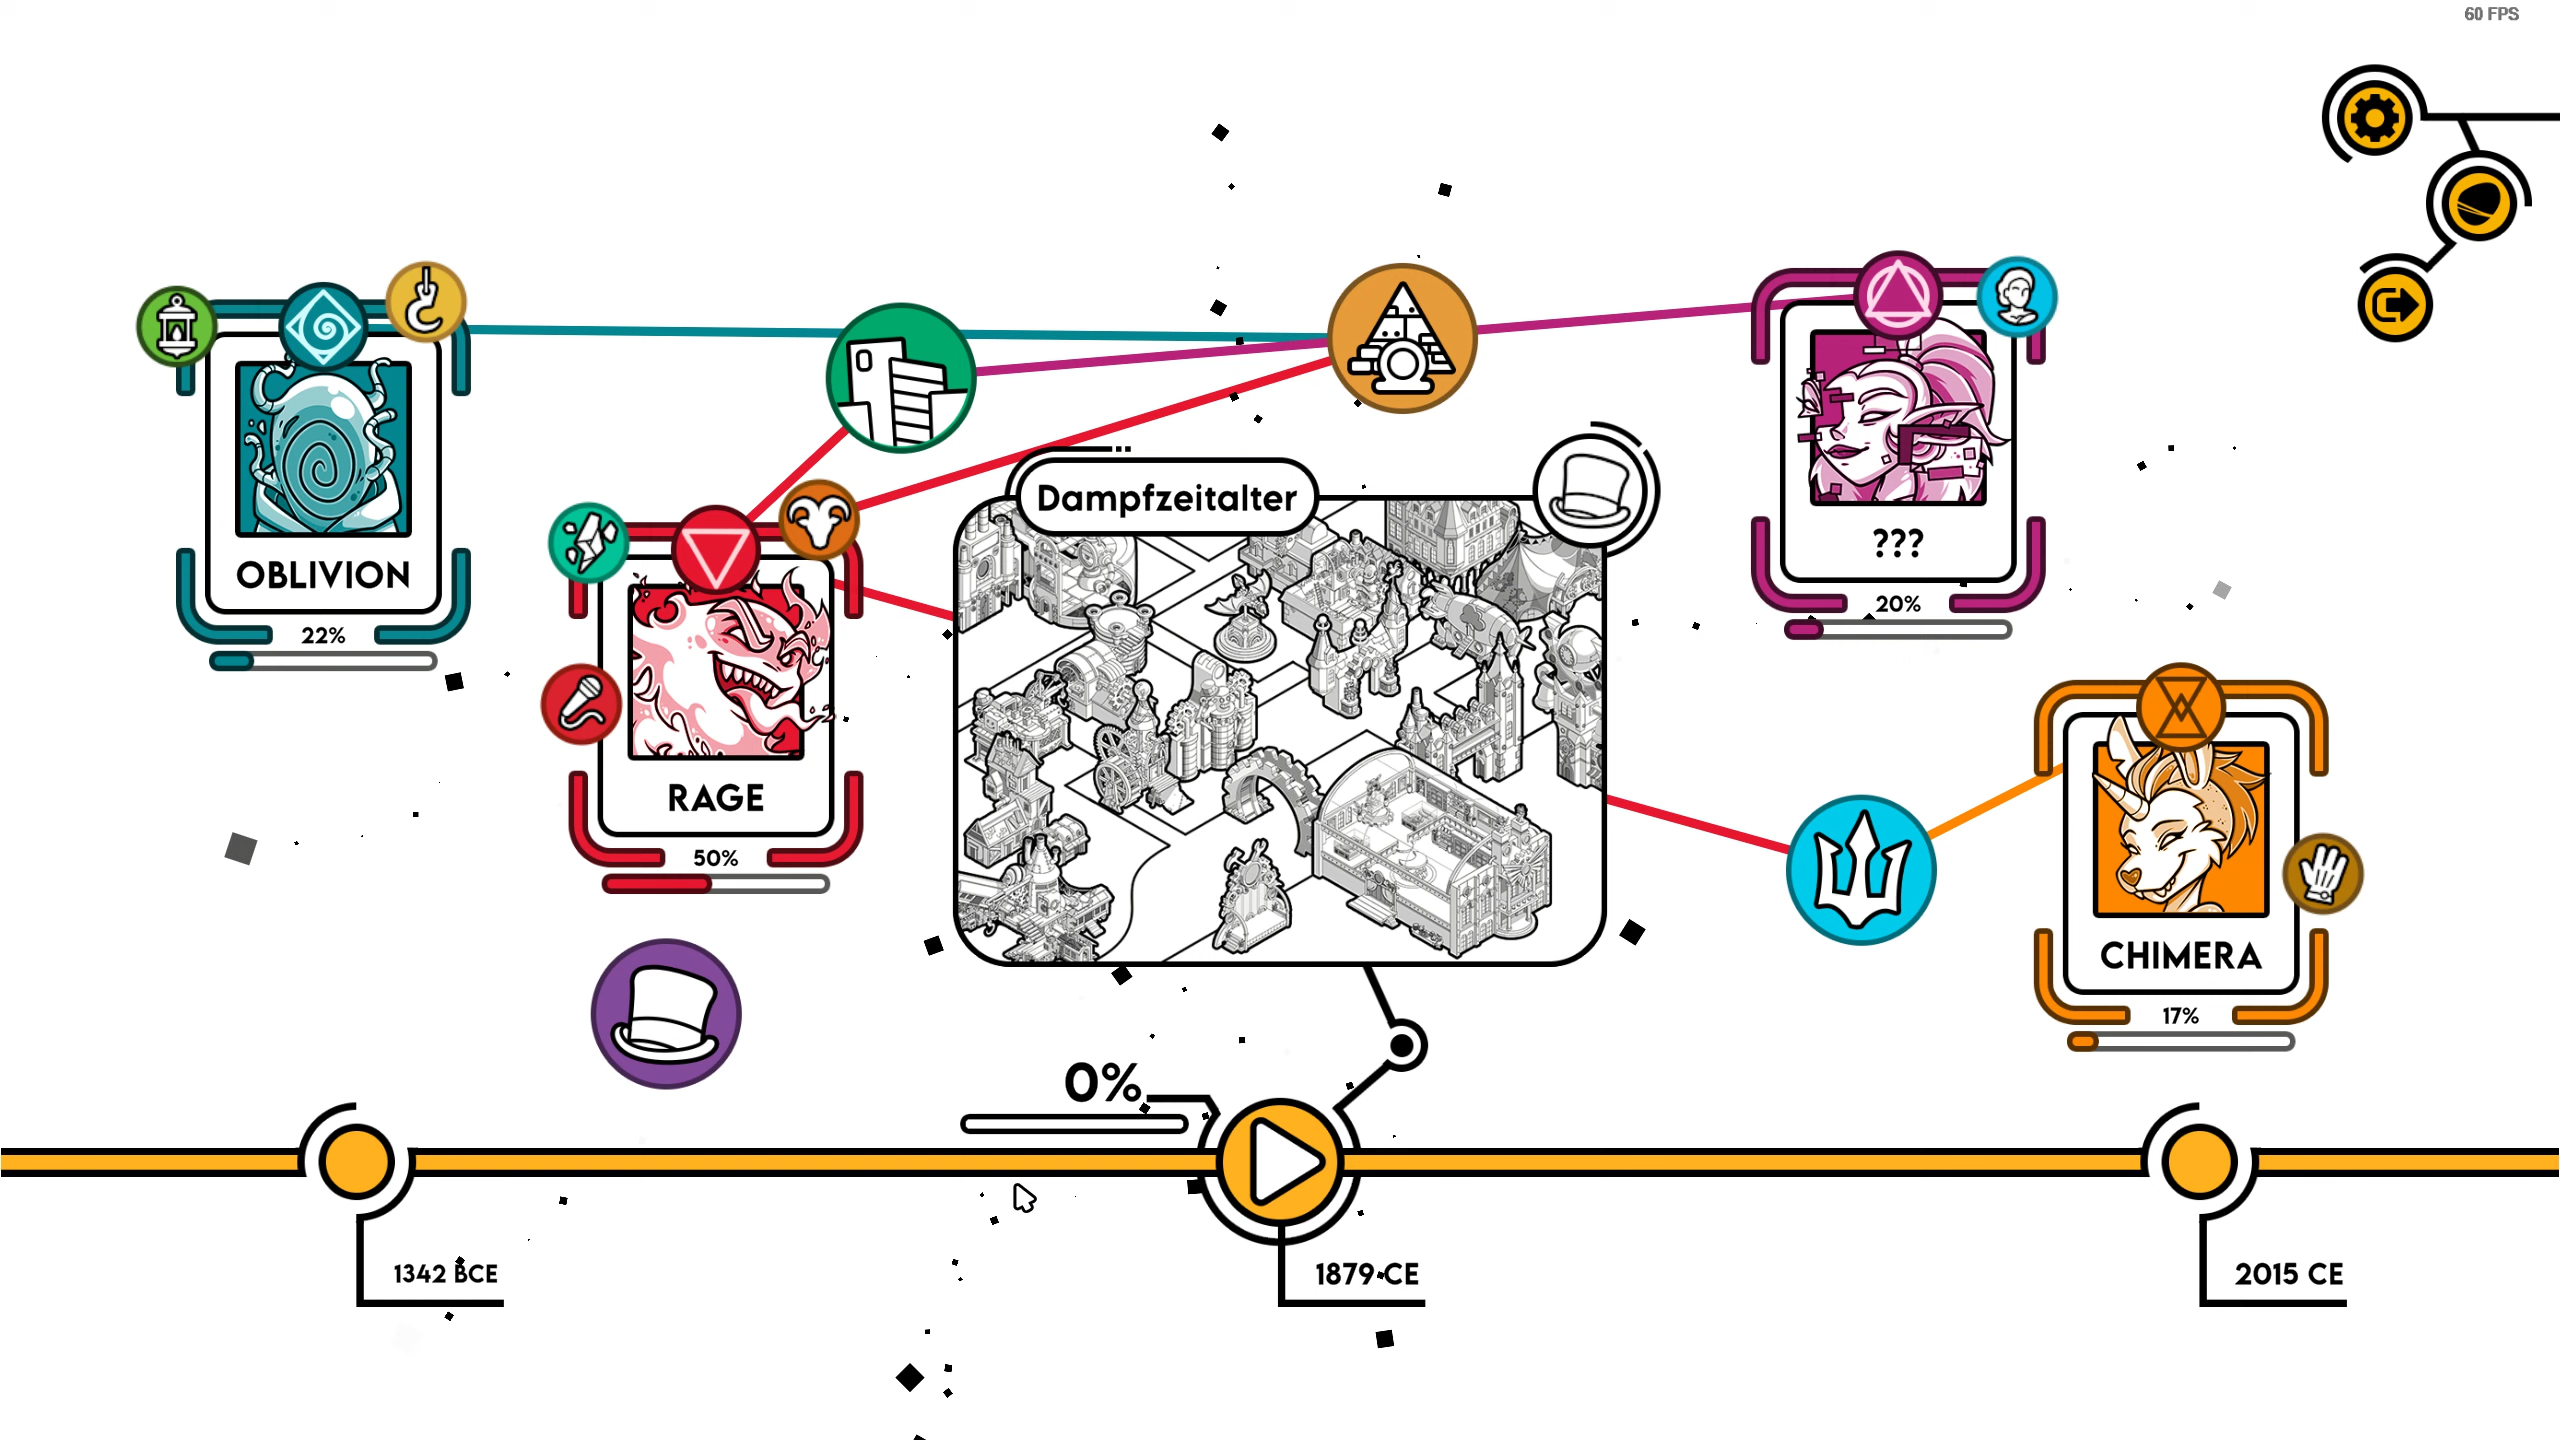 60 FPS
Dampfzeitalter
OBLIVION
22%
RAGE
50%
???
20%
CHIMERA
17%
0%
1342 BCE
1879 CE
2015 CE